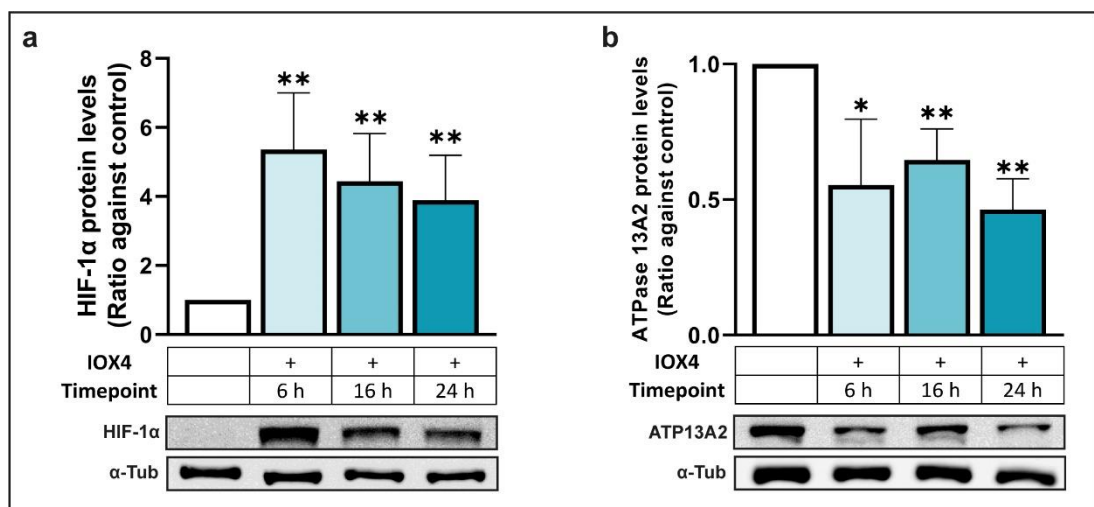 a
HIF-1α protein levels
(Ratio against control)
8
6
4
2
0
**
**
**
IOX4 + + +
Timepoint 6 h 16 h 24 h
HIF-1α
α-Tub
b
ATPase 13A2 protein levels
(Ratio against control)
1.0
0.5
0.0
*
**
**
IOX4 + + +
Timepoint 6 h 16 h 24 h
ATP13A2
α-Tub